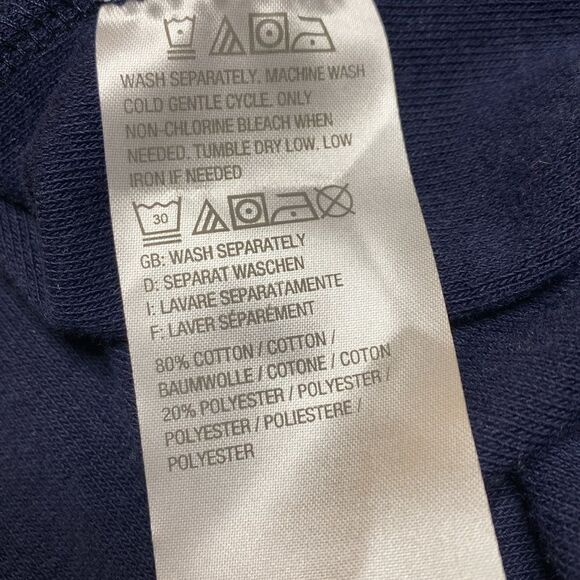 WASH SEPARATELY. MACHINE WASH
COLD GENTLE CYCLE. ONLY
NON-CHLORINE BLEACH WHEN
NEEDED. TUMBLE DRY LOW. LOW
IRON IF NEEDED
30
GB: WASH SEPARATELY
D: SEPARAT WASCHEN
I: LAVARE SEPARATAMENTE
F: LAVER SÉPARÉMENT
80% COTTON / COTTON /
BAUMWOLLE / COTONE / COTON
20% POLYESTER / POLYESTER /
POLYESTER / POLIESTERE /
POLYESTER